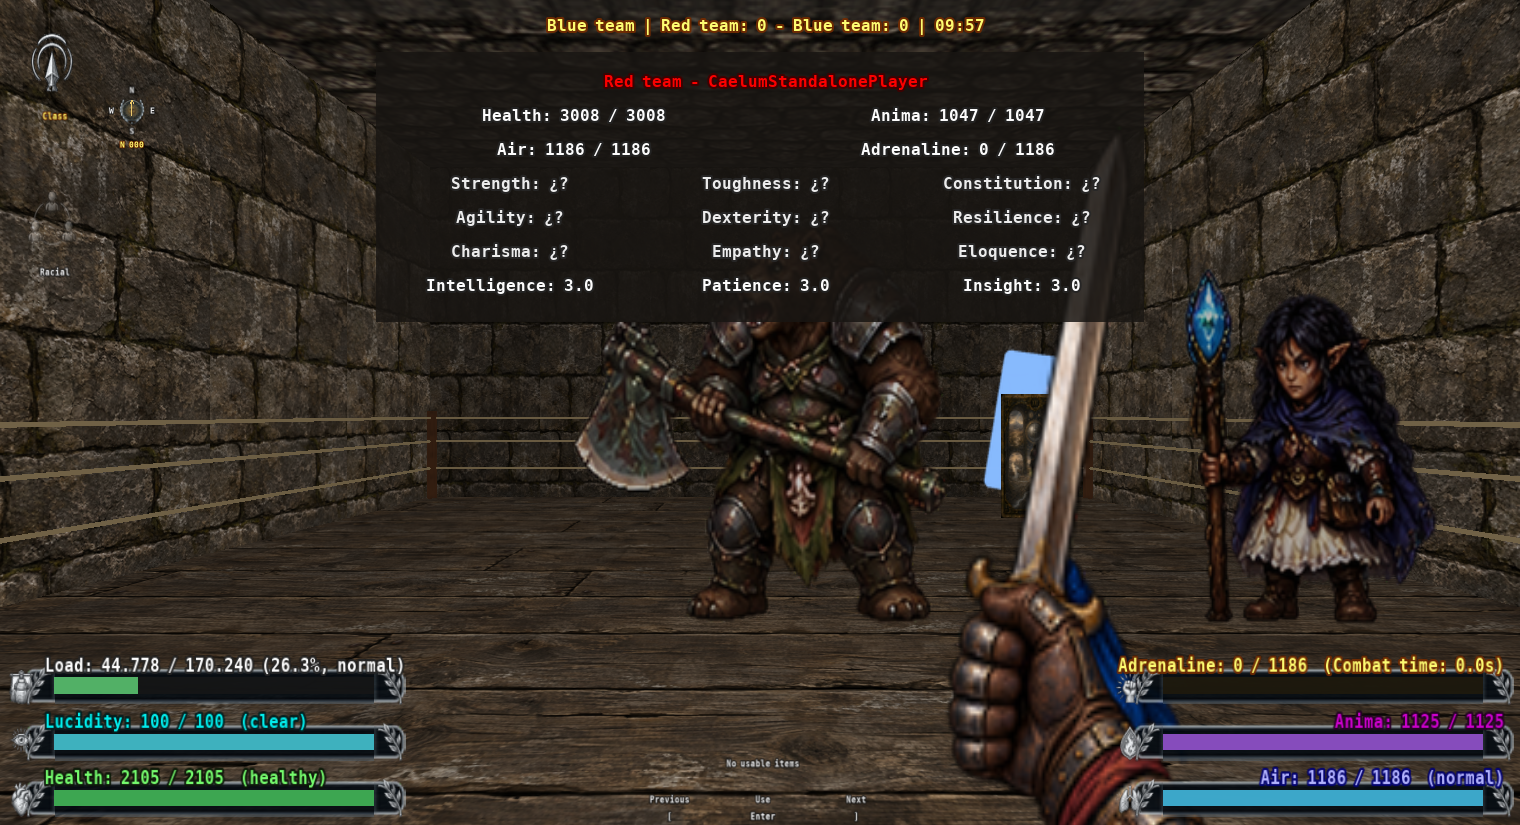 Blue team | Red team: 0 - Blue team: 0 | 09:57
Red team - CaelumStandalonePlayer
Health: 3008 / 3008 Anima: 1047 / 1047
Air: 1186 / 1186 Adrenaline: 0 / 1186
Strength: ¿? Toughness: ¿? Constitution: ¿?
Agility: ¿? Dexterity: ¿? Resilience: ¿?
Charisma: ¿? Empathy: ¿? Eloquence: ¿?
Intelligence: 3.0 Patience: 3.0 Insight: 3.0
Class
N
W E
S
N 000
Racial
Load: 44.778 / 170.240 (26.3%, normal)
Lucidity: 100 / 100 (clear)
Health: 2105 / 2105 (healthy)
No usable items
Previous Use Next
[ Enter ]
Adrenaline: 0 / 1186 (Combat time: 0.0s)
Anima: 1125 / 1125
Air: 1186 / 1186 (normal)